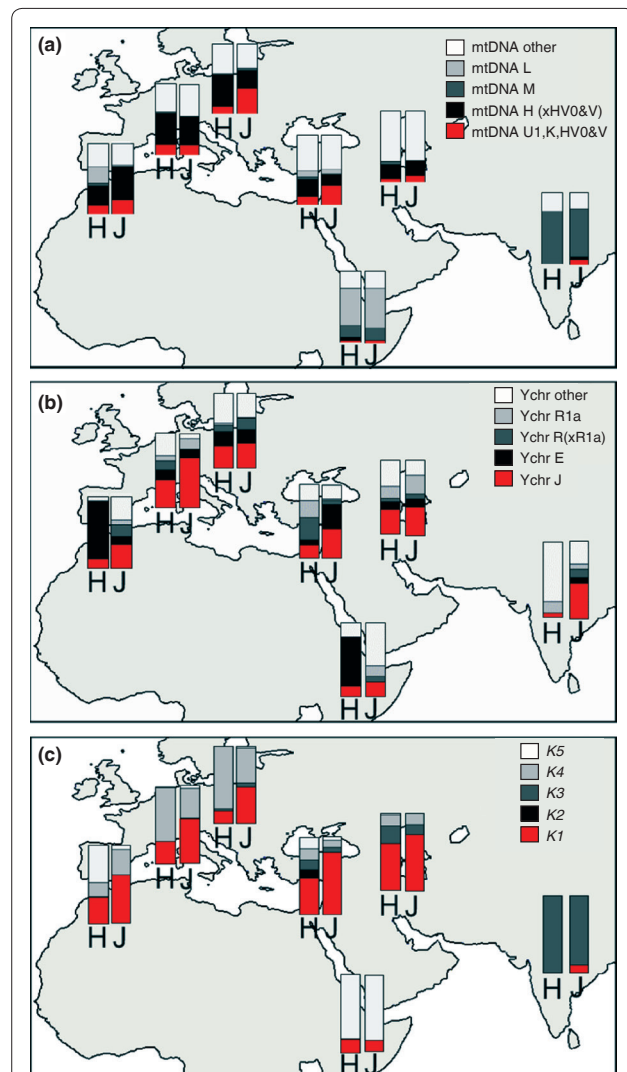 (a)
mtDNA other
mtDNA L
mtDNA M
mtDNA H (xHV0&V)
mtDNA U1,K,HV0&V
H J
H J
H J
H J
H J
H J
H J
(b)
Ychr other
Ychr R1a
Ychr R(xR1a)
Ychr E
Ychr J
H J
H J
H J
H J
H J
H J
H J
(c)
K5
K4
K3
K2
K1
H J
H J
H J
H J
H J
H J
H J